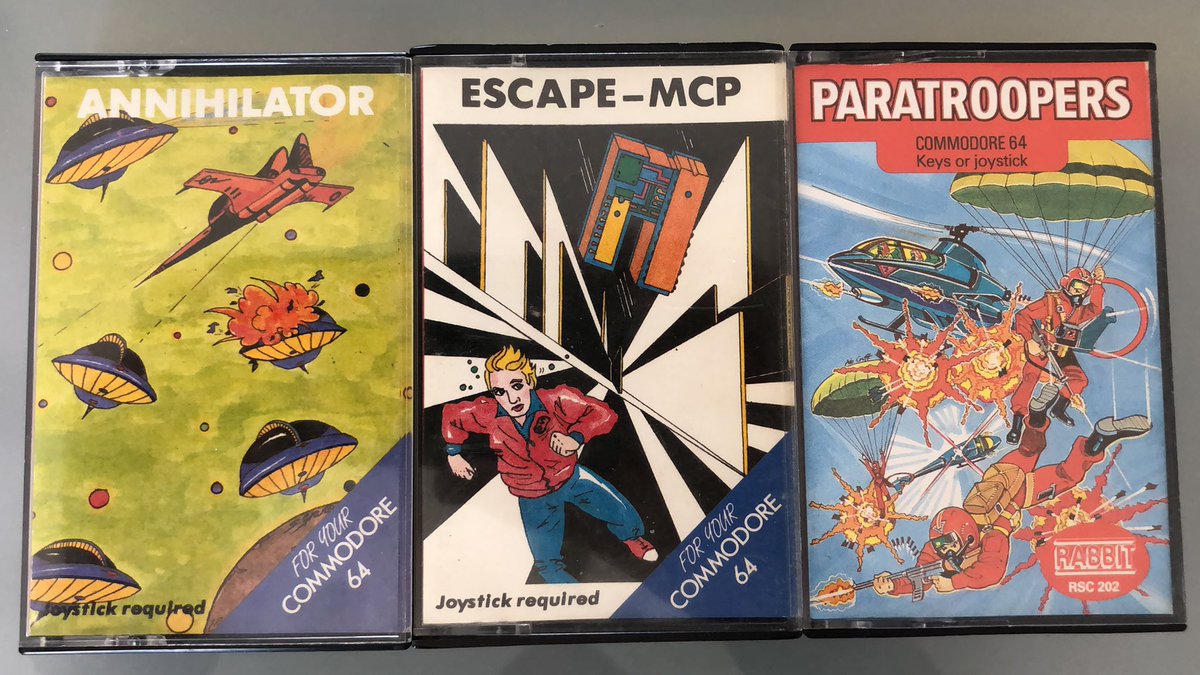 ANNIHILATOR
FOR YOUR
COMMODORE
64
Joystick required
ESCAPE-MCP
FOR YOUR
COMMODORE
64
Joystick required
PARATROOPERS
COMMODORE 64
Keys or joystick
RABBIT
RSC 202